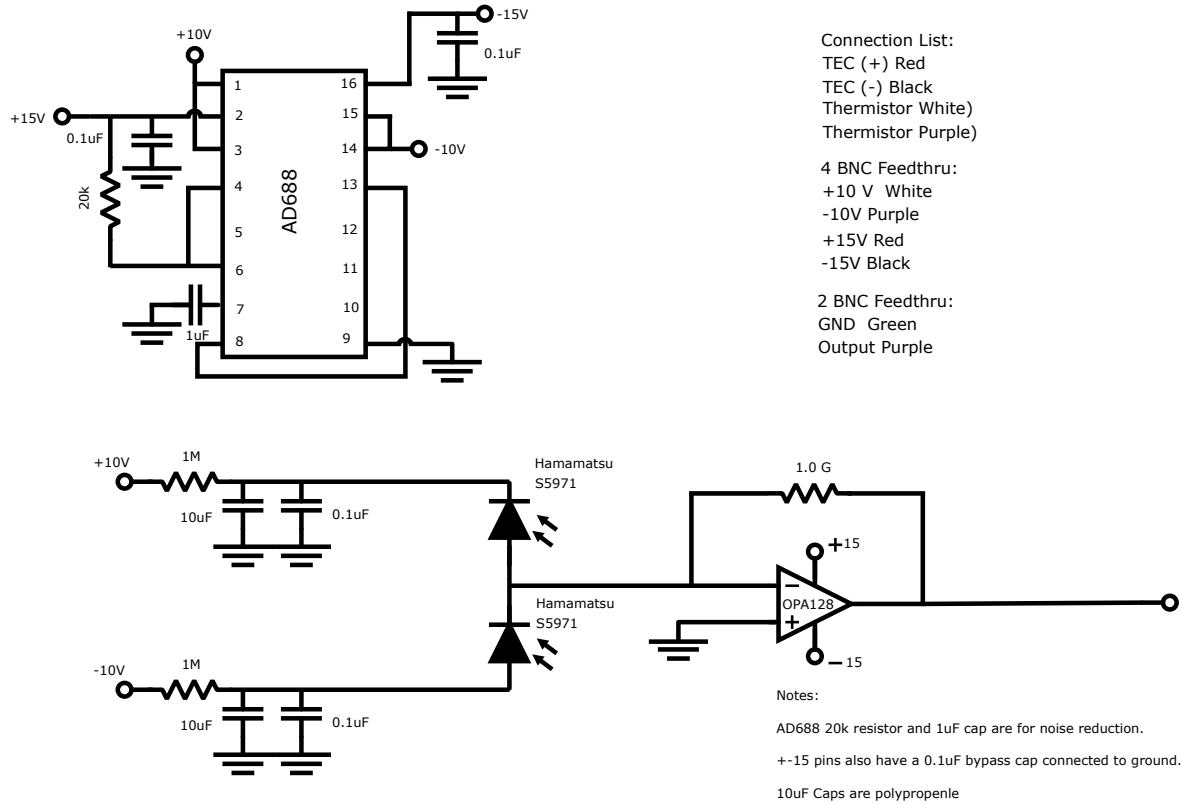 -15V
+10V
0.1uF
1
16
+15V
2
15
0.1uF
3
14
-10V
4
13
20k
AD688
5
12
6
11
7
10
1uF
8
9
Connection List:
TEC (+) Red
TEC (-) Black
Thermistor White)
Thermistor Purple)
4 BNC Feedthru:
+10 V  White
-10V Purple
+15V Red
-15V Black
2 BNC Feedthru:
GND  Green
Output Purple
+10V
1M
10uF
0.1uF
Hamamatsu
S5971
1.0 G
+15
OPA128
-
+
-15
Hamamatsu
S5971
-10V
1M
10uF
0.1uF
Notes:
AD688 20k resistor and 1uF cap are for noise reduction.
+-15 pins also have a 0.1uF bypass cap connected to ground.
10uF Caps are polypropenle